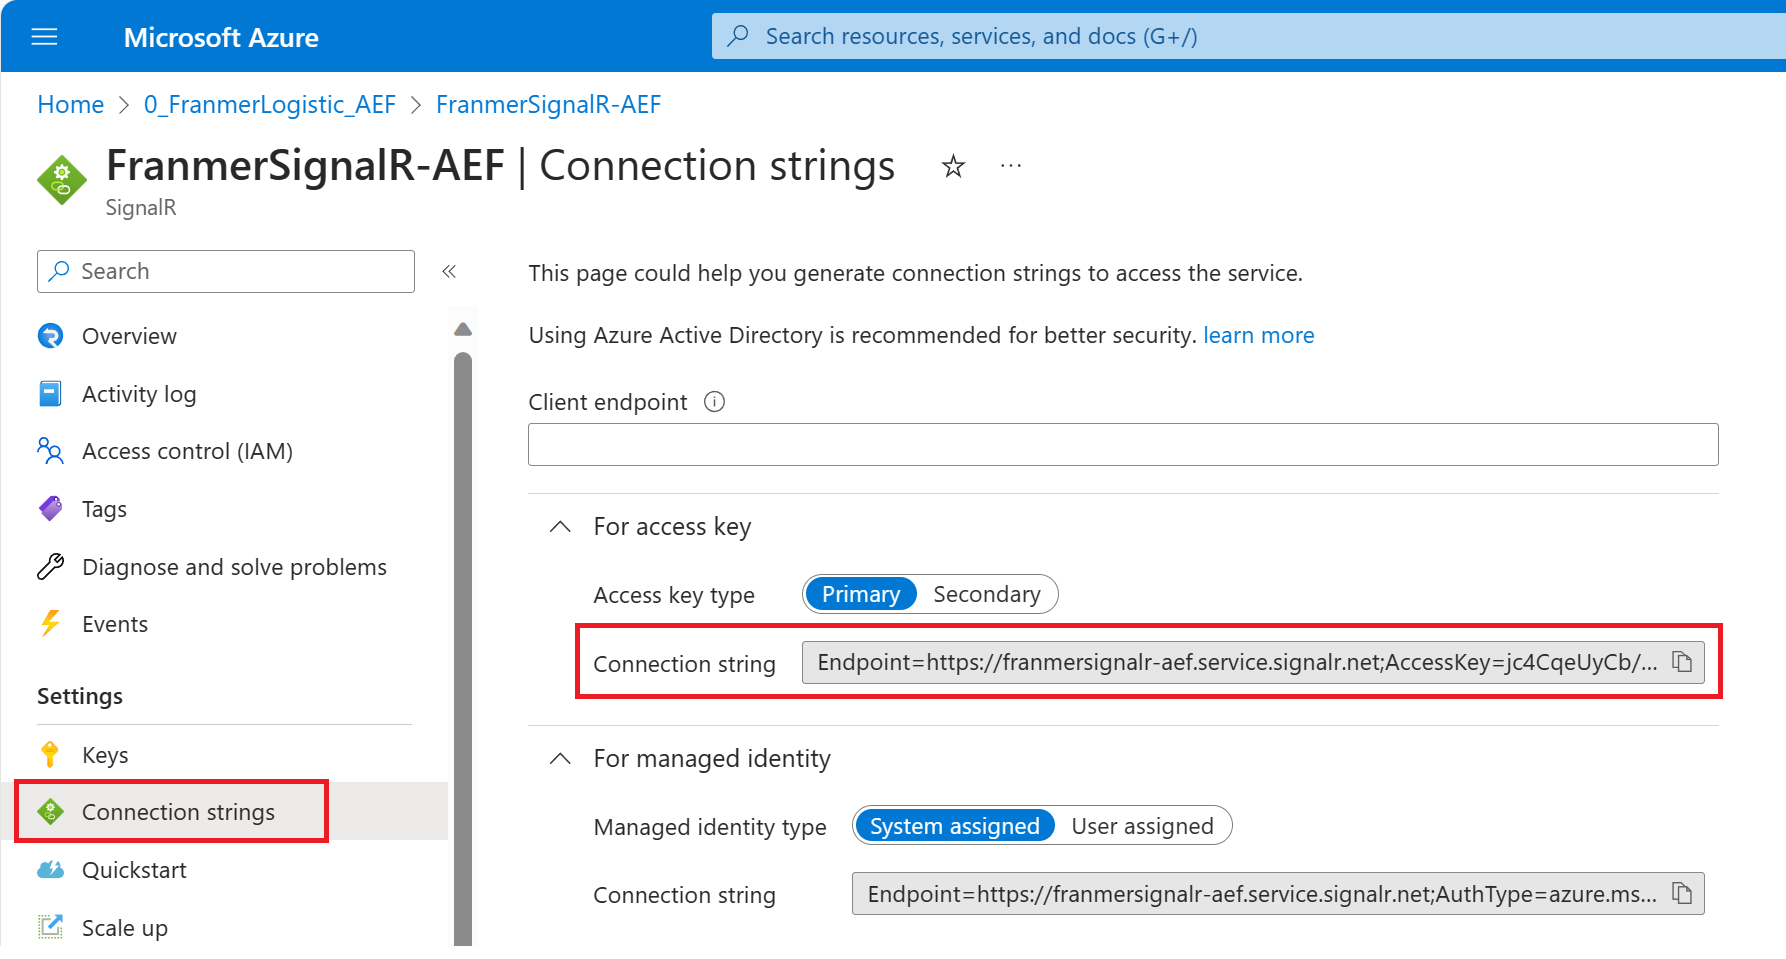 Microsoft Azure
Search resources, services, and docs (G+/)
Home > 0_FranmerLogistic_AEF > FranmerSignalR-AEF
FranmerSignalR-AEF | Connection strings
SignalR
Search
«
Overview
Activity log
Access control (IAM)
Tags
Diagnose and solve problems
Events
Settings
Keys
Connection strings
Quickstart
Scale up
This page could help you generate connection strings to access the service.
Using Azure Active Directory is recommended for better security. learn more
Client endpoint
For access key
Access key type Primary Secondary
Connection string Endpoint=https://franmersignalr-aef.service.signalr.net;AccessKey=jc4CqeUyCb/...
For managed identity
Managed identity type System assigned User assigned
Connection string Endpoint=https://franmersignalr-aef.service.signalr.net;AuthType=azure.ms...